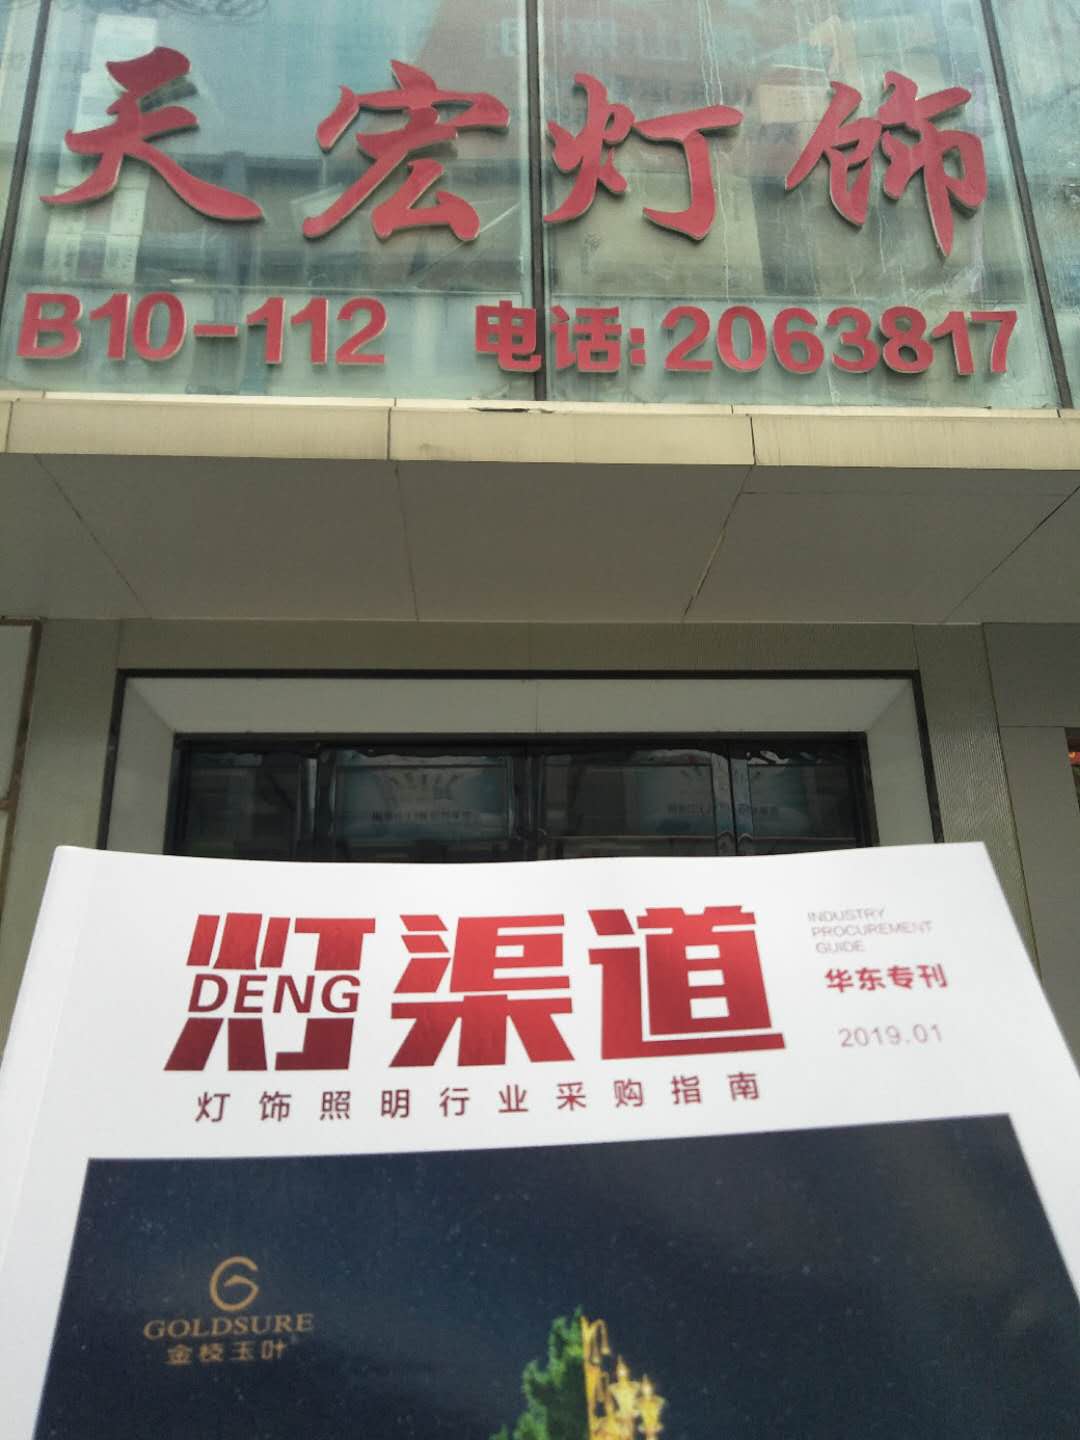 天宏灯饰
B10-112 电话:2063817
灯渠道
DENG
INDUSTRY
PROCUREMENT
GUIDE
华东专刊
2019.01
灯饰照明行业采购指南
GOLDSURE
金枝玉叶